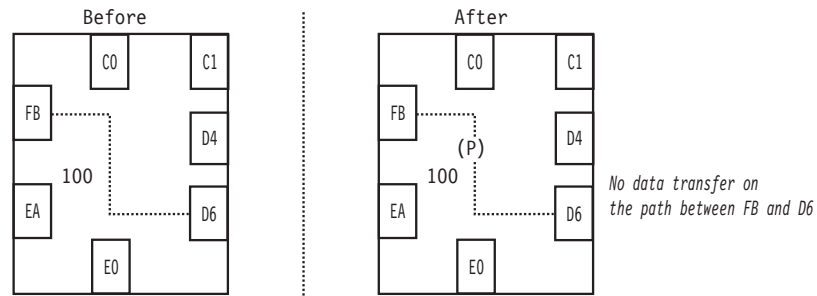 Before
After
C0
C1
C0
C1
FB
FB
D4
D4
(P)
100
100
No data transfer on
the path between FB and D6
EA
D6
EA
D6
E0
E0